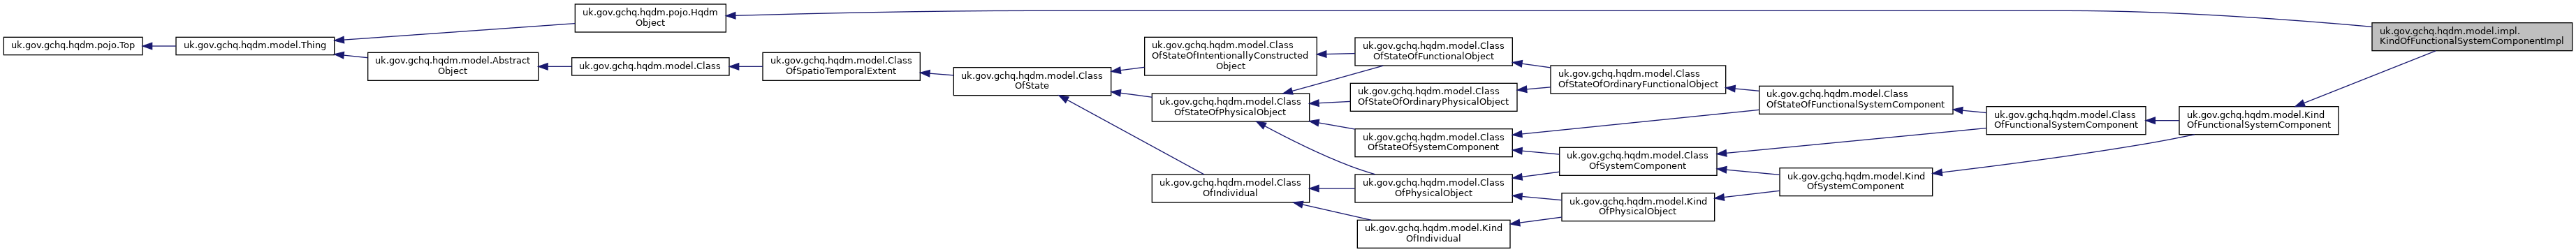 uk.gov.gchq.hqdm.pojo.Top
uk.gov.gchq.hqdm.model.Thing
uk.gov.gchq.hqdm.pojo.Hqdm
Object
uk.gov.gchq.hqdm.model.Abstract
Object
uk.gov.gchq.hqdm.model.Class
uk.gov.gchq.hqdm.model.Class
OfSpatioTemporalExtent
uk.gov.gchq.hqdm.model.Class
OfState
uk.gov.gchq.hqdm.model.Class
OfStateOfIntentionallyConstructed
Object
uk.gov.gchq.hqdm.model.Class
OfStateOfPhysicalObject
uk.gov.gchq.hqdm.model.Class
OfIndividual
uk.gov.gchq.hqdm.model.Class
OfStateOfFunctionalObject
uk.gov.gchq.hqdm.model.Class
OfStateOfOrdinaryPhysicalObject
uk.gov.gchq.hqdm.model.Class
OfStateOfSystemComponent
uk.gov.gchq.hqdm.model.Class
OfPhysicalObject
uk.gov.gchq.hqdm.model.Kind
OfIndividual
uk.gov.gchq.hqdm.model.Class
OfStateOfOrdinaryFunctionalObject
uk.gov.gchq.hqdm.model.Class
OfSystemComponent
uk.gov.gchq.hqdm.model.Kind
OfPhysicalObject
uk.gov.gchq.hqdm.model.Class
OfStateOfFunctionalSystemComponent
uk.gov.gchq.hqdm.model.Kind
OfSystemComponent
uk.gov.gchq.hqdm.model.Class
OfFunctionalSystemComponent
uk.gov.gchq.hqdm.model.Kind
OfFunctionalSystemComponent
uk.gov.gchq.hqdm.model.impl.
KindOfFunctionalSystemComponentImpl